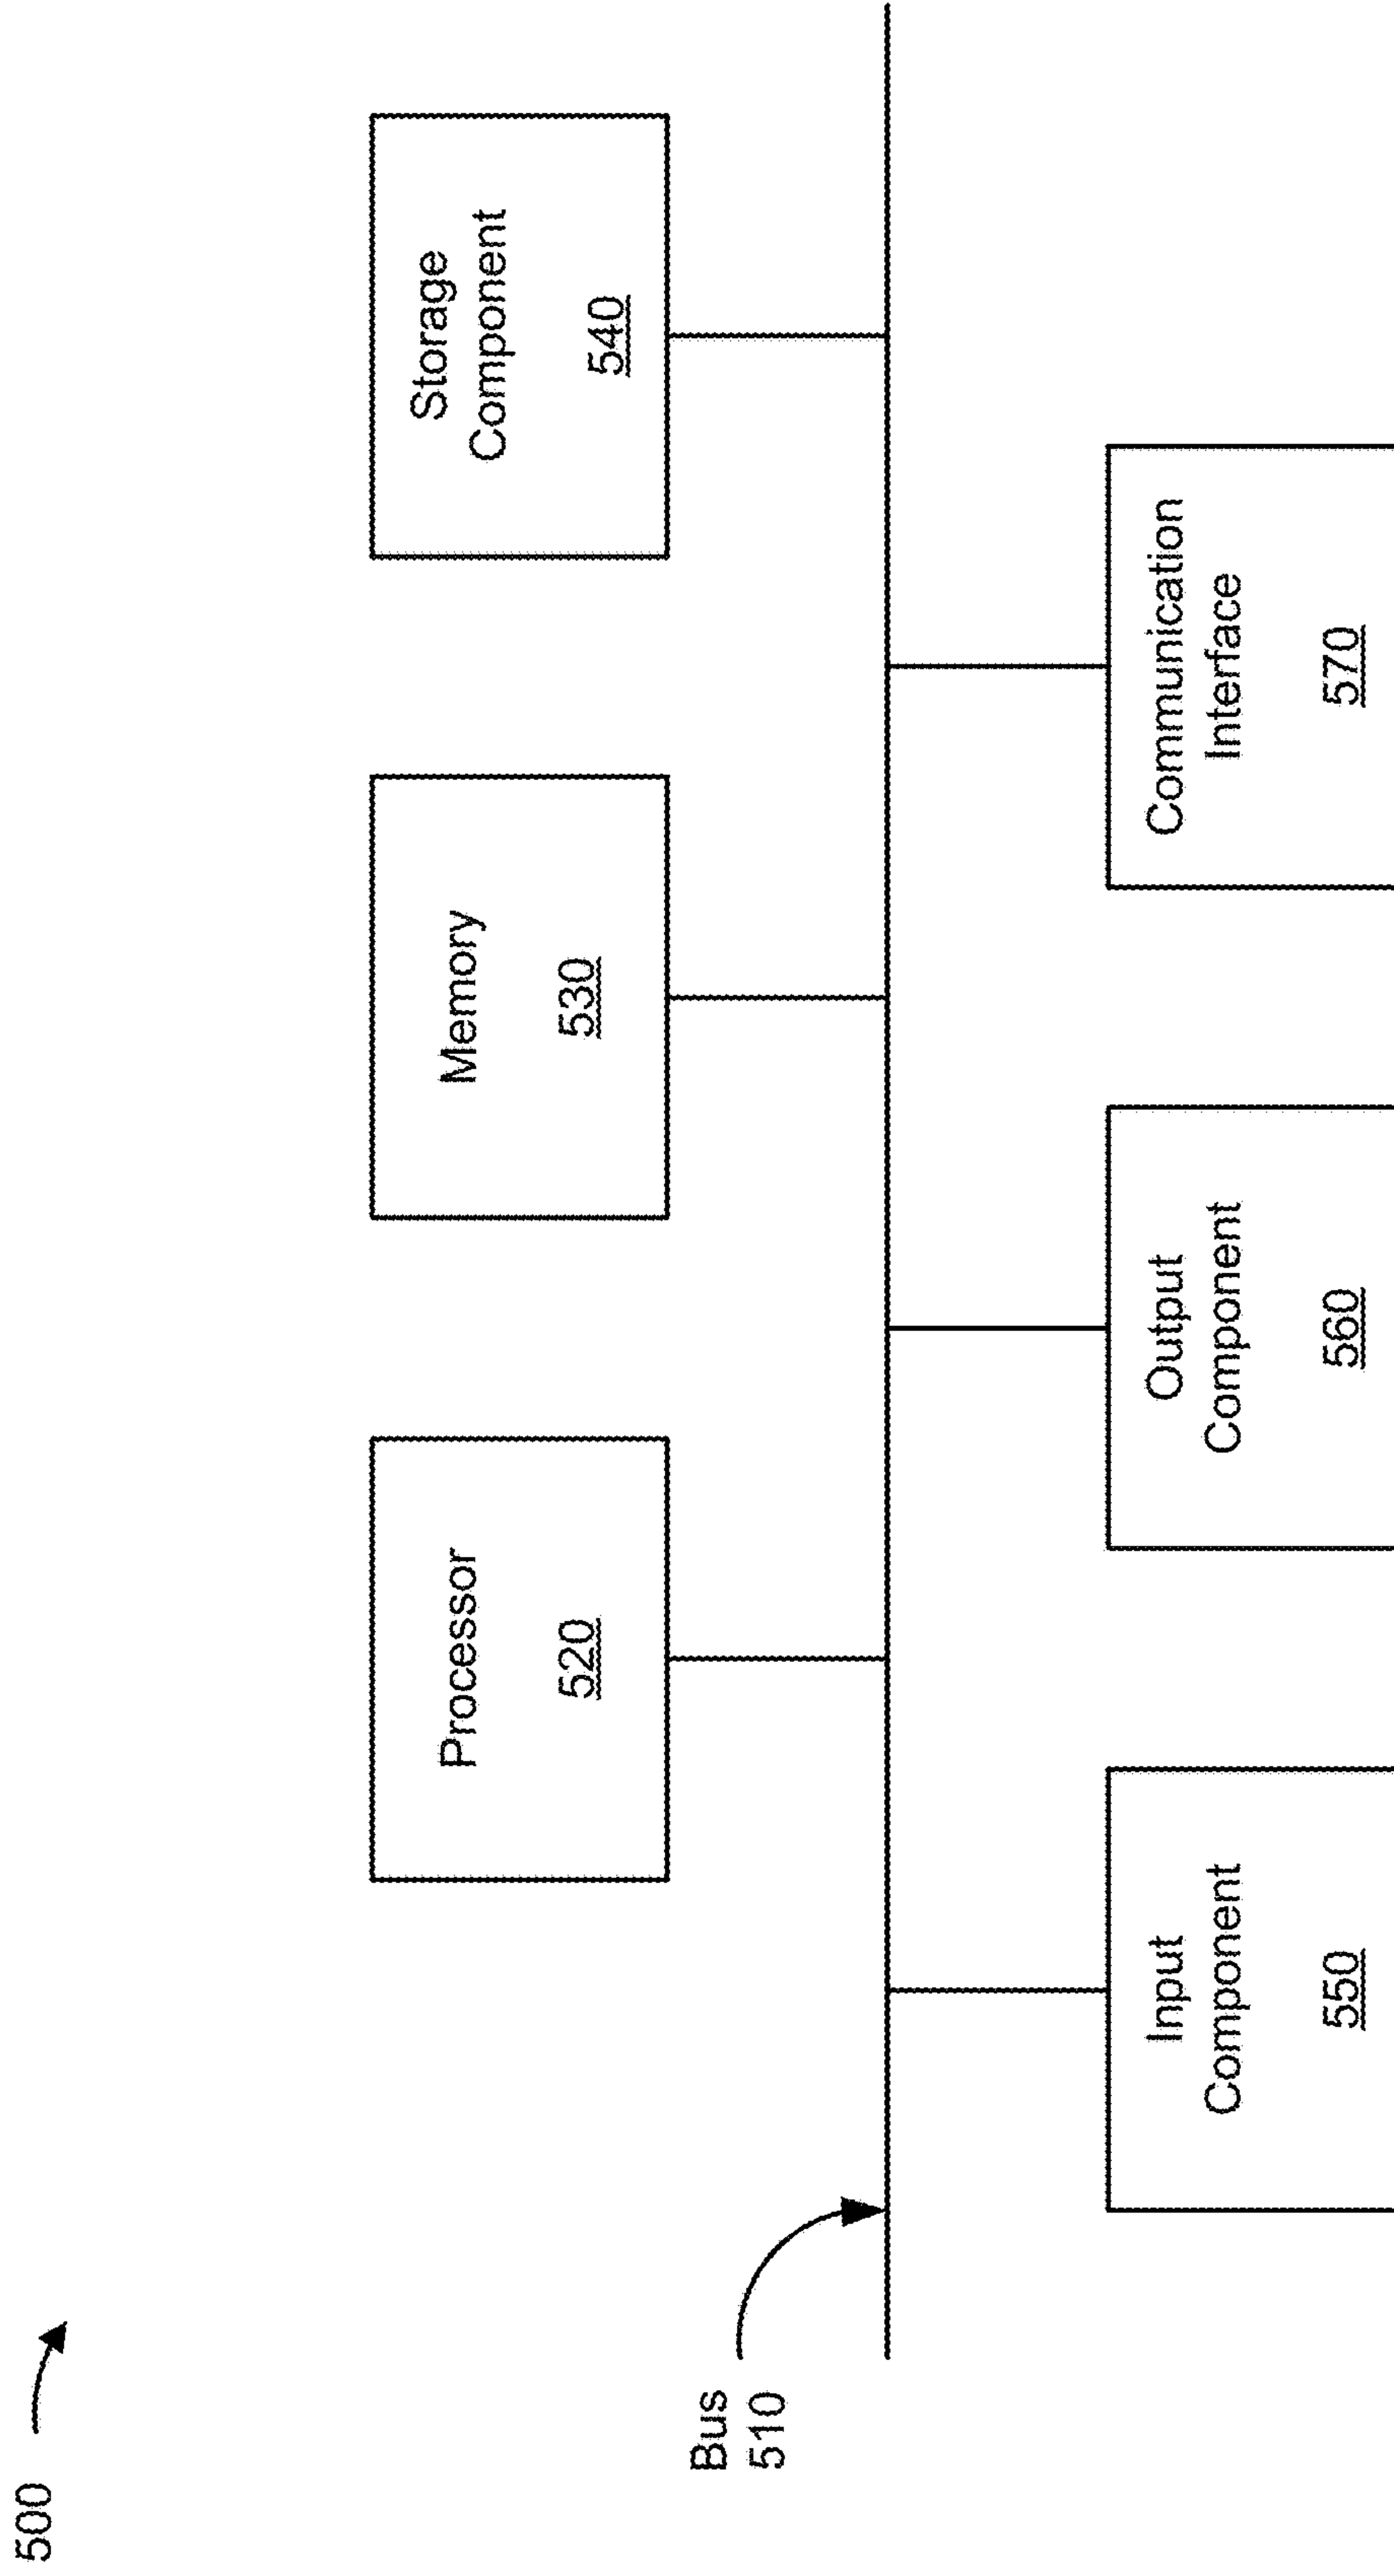 500
Processor
520
Memory
530
Storage
Component
540
Bus
510
Input
Component
550
Output
Component
560
Communication
Interface
570